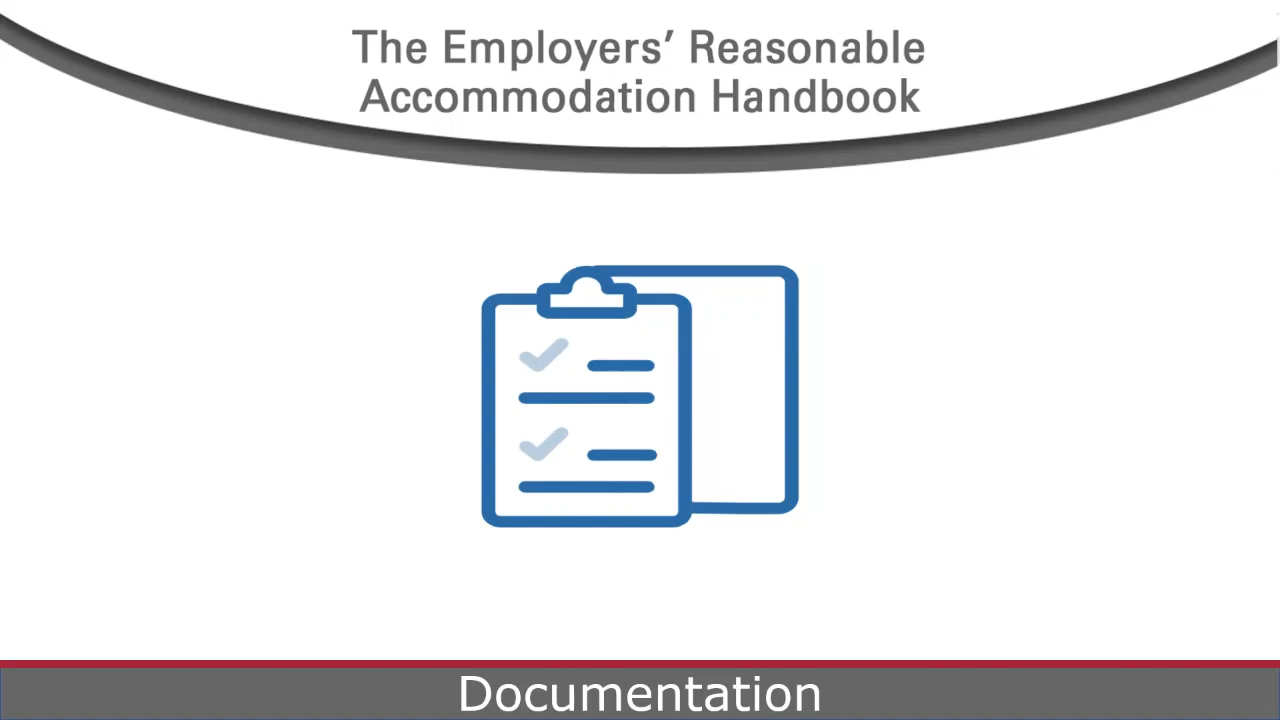 The Employers’ Reasonable
Accommodation Handbook
Documentation